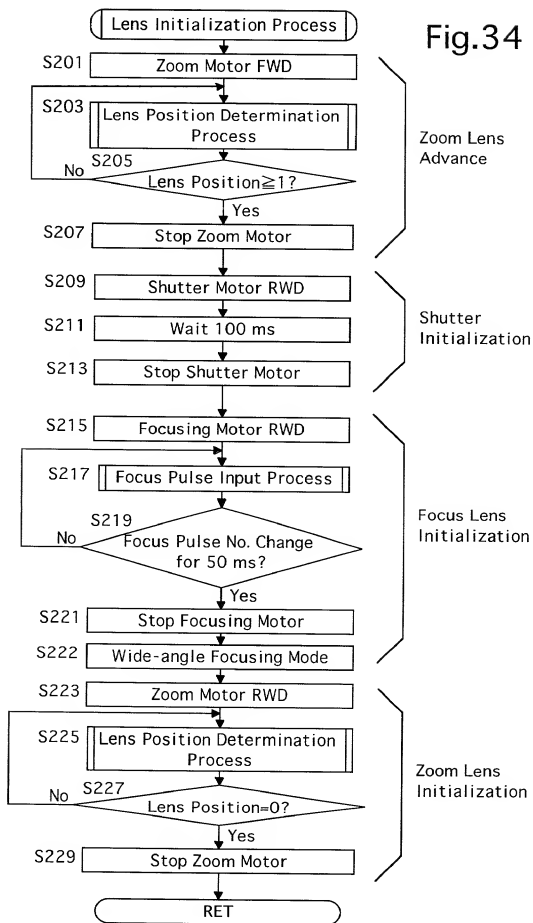 Lens Initialization Process
Fig.34
S201
Zoom Motor FWD
S203
Lens Position Determination
Process
Zoom Lens
Advance
S205
No
Lens Position≧1?
Yes
S207
Stop Zoom Motor
S209
Shutter Motor RWD
S211
Wait 100 ms
Shutter
Initialization
S213
Stop Shutter Motor
S215
Focusing Motor RWD
S217
Focus Pulse Input Process
S219
No
Focus Pulse No. Change
for 50 ms?
Focus Lens
Initialization
Yes
S221
Stop Focusing Motor
S222
Wide-angle Focusing Mode
S223
Zoom Motor RWD
S225
Lens Position Determination
Process
Zoom Lens
Initialization
S227
No
Lens Position=0?
Yes
S229
Stop Zoom Motor
RET